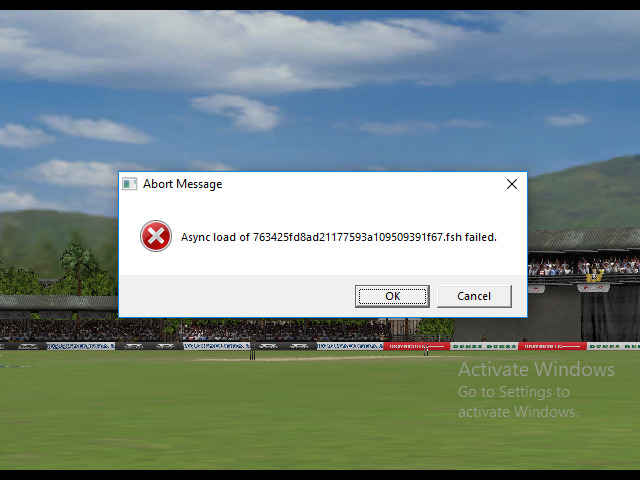 Abort Message
Async load of 763425fd8ad21177593a109509391f67.fsh failed.
OK
Cancel
Activate Windows
Go to Settings to
activate Windows.